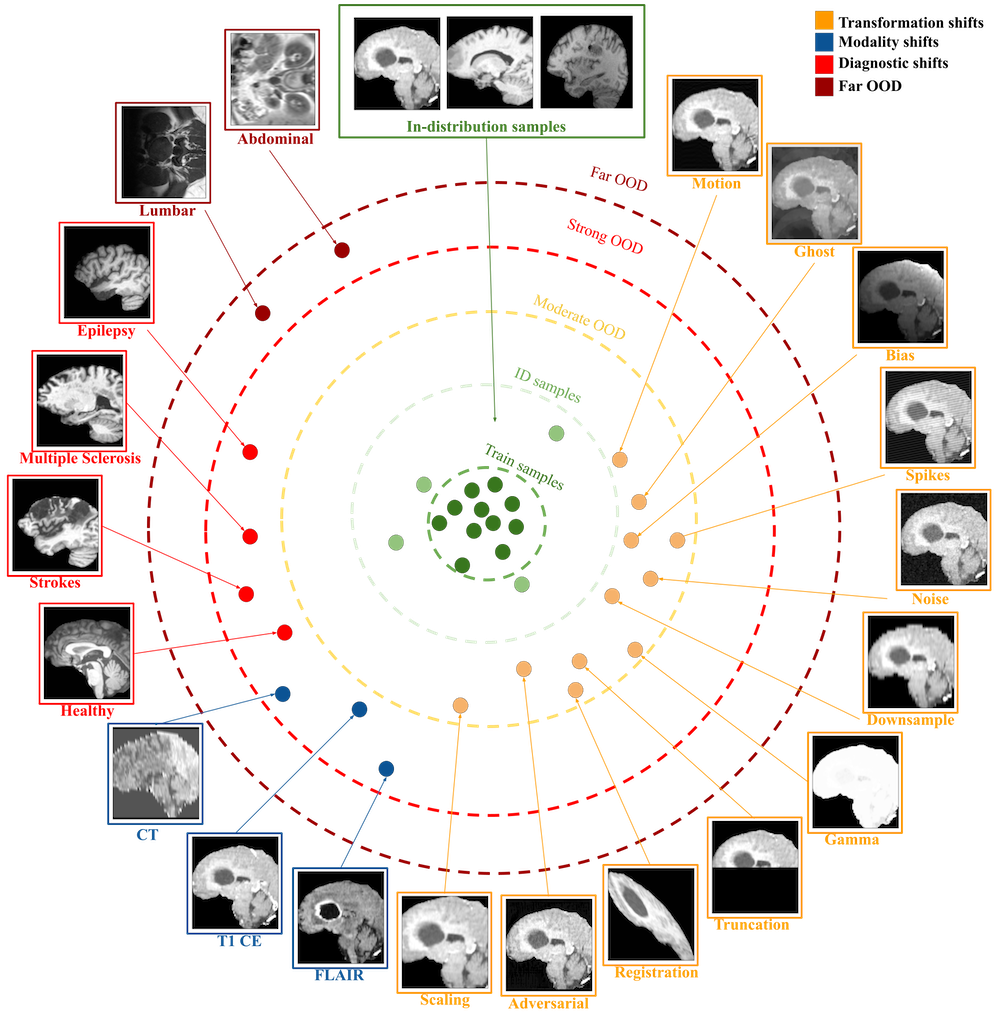 Transformation shifts
Modality shifts
Diagnostic shifts
Far OOD
In-distribution samples
Abdominal
Lumbar
Epilepsy
Multiple Sclerosis
Strokes
Healthy
CT
T1 CE
FLAIR
Scaling
Adversarial
Registration
Truncation
Gamma
Downsample
Noise
Spikes
Bias
Ghost
Motion
Far OOD
Strong OOD
Moderate OOD
ID samples
Train samples